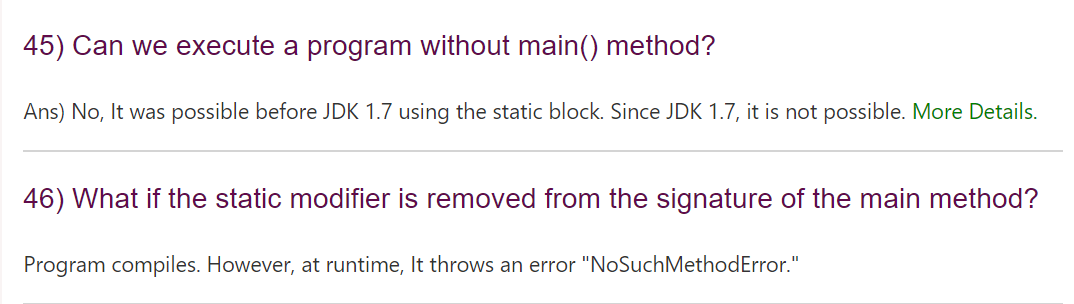 45) Can we execute a program without main() method?
Ans) No, It was possible before JDK 1.7 using the static block. Since JDK 1.7, it is not possible. More Details.
46) What if the static modifier is removed from the signature of the main method?
Program compiles. However, at runtime, It throws an error "NoSuchMethodError."